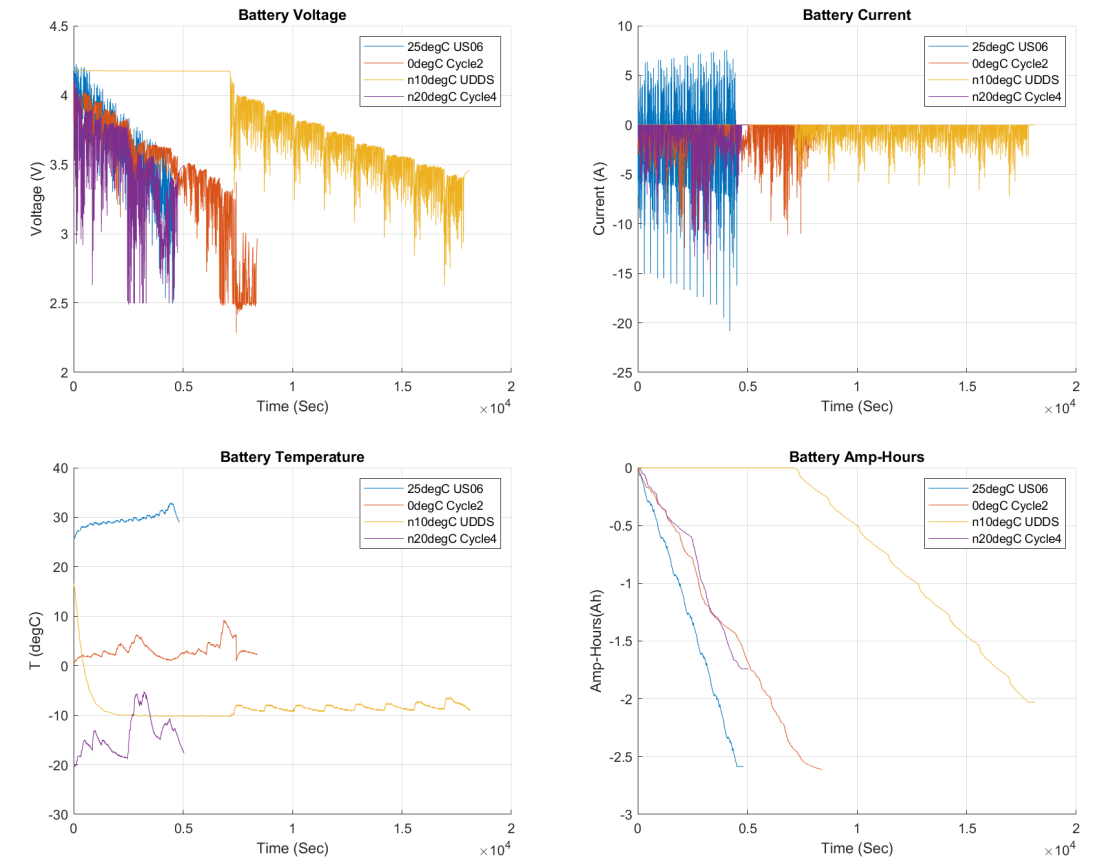 Battery Voltage
4.5
4
3.5
3
2.5
2
Voltage (V)
25degC US06
0degC Cycle2
n10degC UDDS
n20degC Cycle4
0
0.5
1
1.5
2
Time (Sec)
×10^4
Battery Current
10
5
0
-5
-10
-15
-20
-25
Current (A)
25degC US06
0degC Cycle2
n10degC UDDS
n20degC Cycle4
0
0.5
1
1.5
2
Time (Sec)
×10^4
Battery Temperature
40
30
20
10
0
-10
-20
-30
T (degC)
25degC US06
0degC Cycle2
n10degC UDDS
n20degC Cycle4
0
0.5
1
1.5
2
Time (Sec)
×10^4
Battery Amp-Hours
0
-0.5
-1
-1.5
-2
-2.5
-3
Amp-Hours(Ah)
25degC US06
0degC Cycle2
n10degC UDDS
n20degC Cycle4
0
0.5
1
1.5
2
Time (Sec)
×10^4